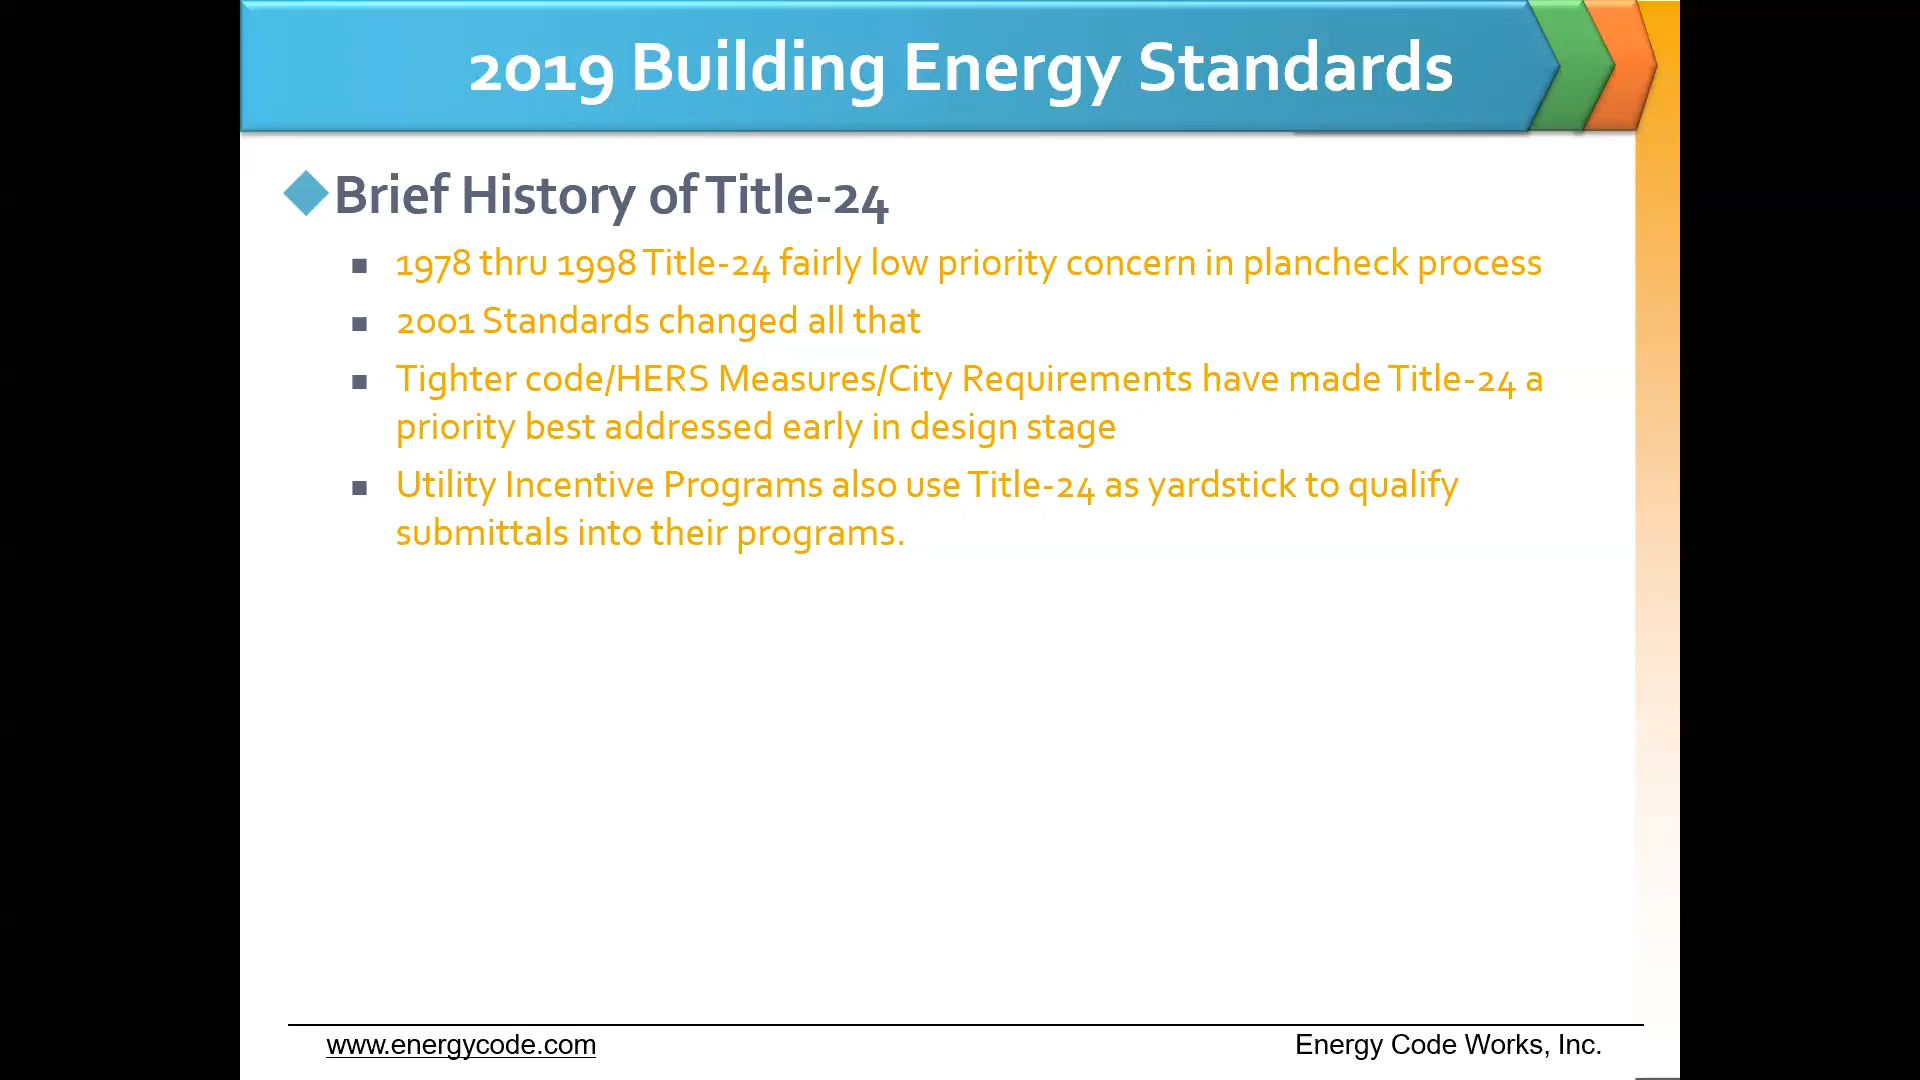 2019 Building Energy Standards
Brief History of Title-24
1978 thru 1998 Title-24 fairly low priority concern in plancheck process
2001 Standards changed all that
Tighter code/HERS Measures/City Requirements have made Title-24 a
priority best addressed early in design stage
Utility Incentive Programs also use Title-24 as yardstick to qualify
submittals into their programs.
www.energycode.com
Energy Code Works, Inc.